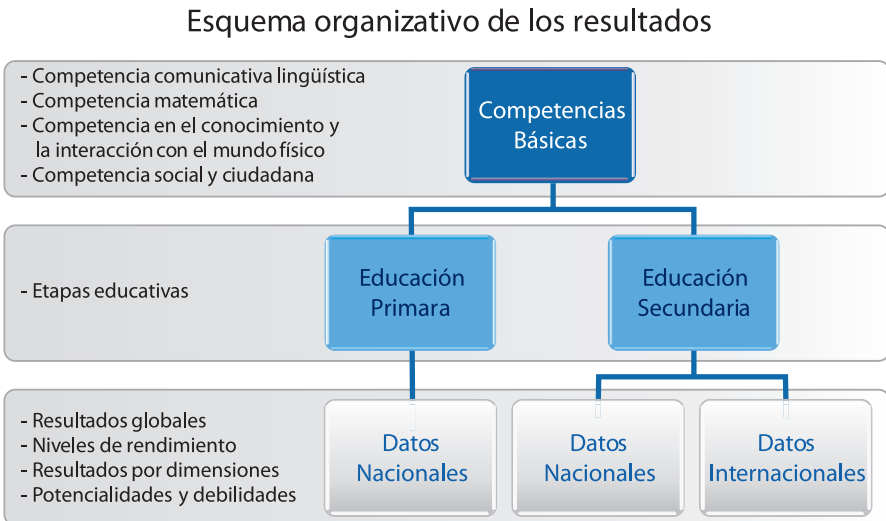 Esquema organizativo de los resultados
- Competencia comunicativa lingüística
- Competencia matemática
- Competencia en el conocimiento y
la interacción con el mundo físico
- Competencia social y ciudadana
Competencias
Básicas
- Etapas educativas
Educación
Primara
Educación
Secundaria
- Resultados globales
- Niveles de rendimiento
- Resultados por dimensiones
- Potencialidades y debilidades
Datos
Nacionales
Datos
Nacionales
Datos
Internacionales